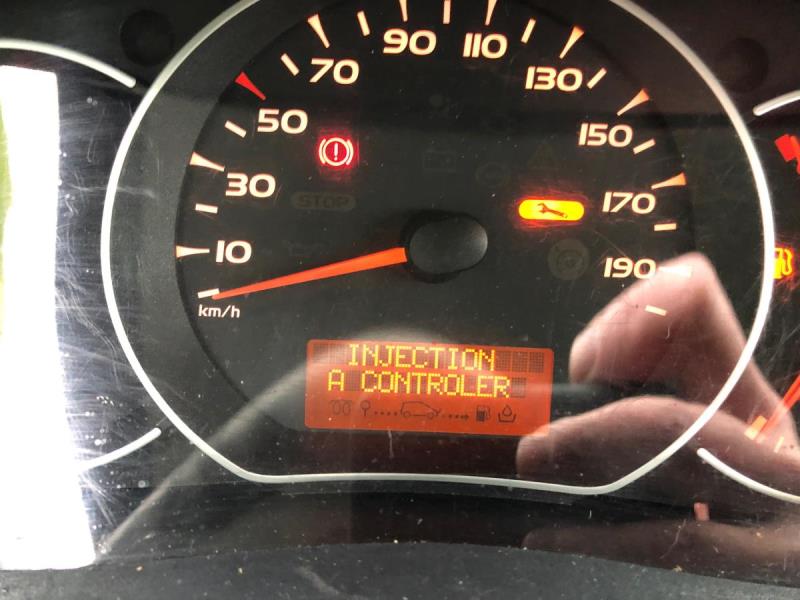 90
110
70
130
50
150
30
STOP
170
10
190
km/h
INJECTION
A CONTROLER